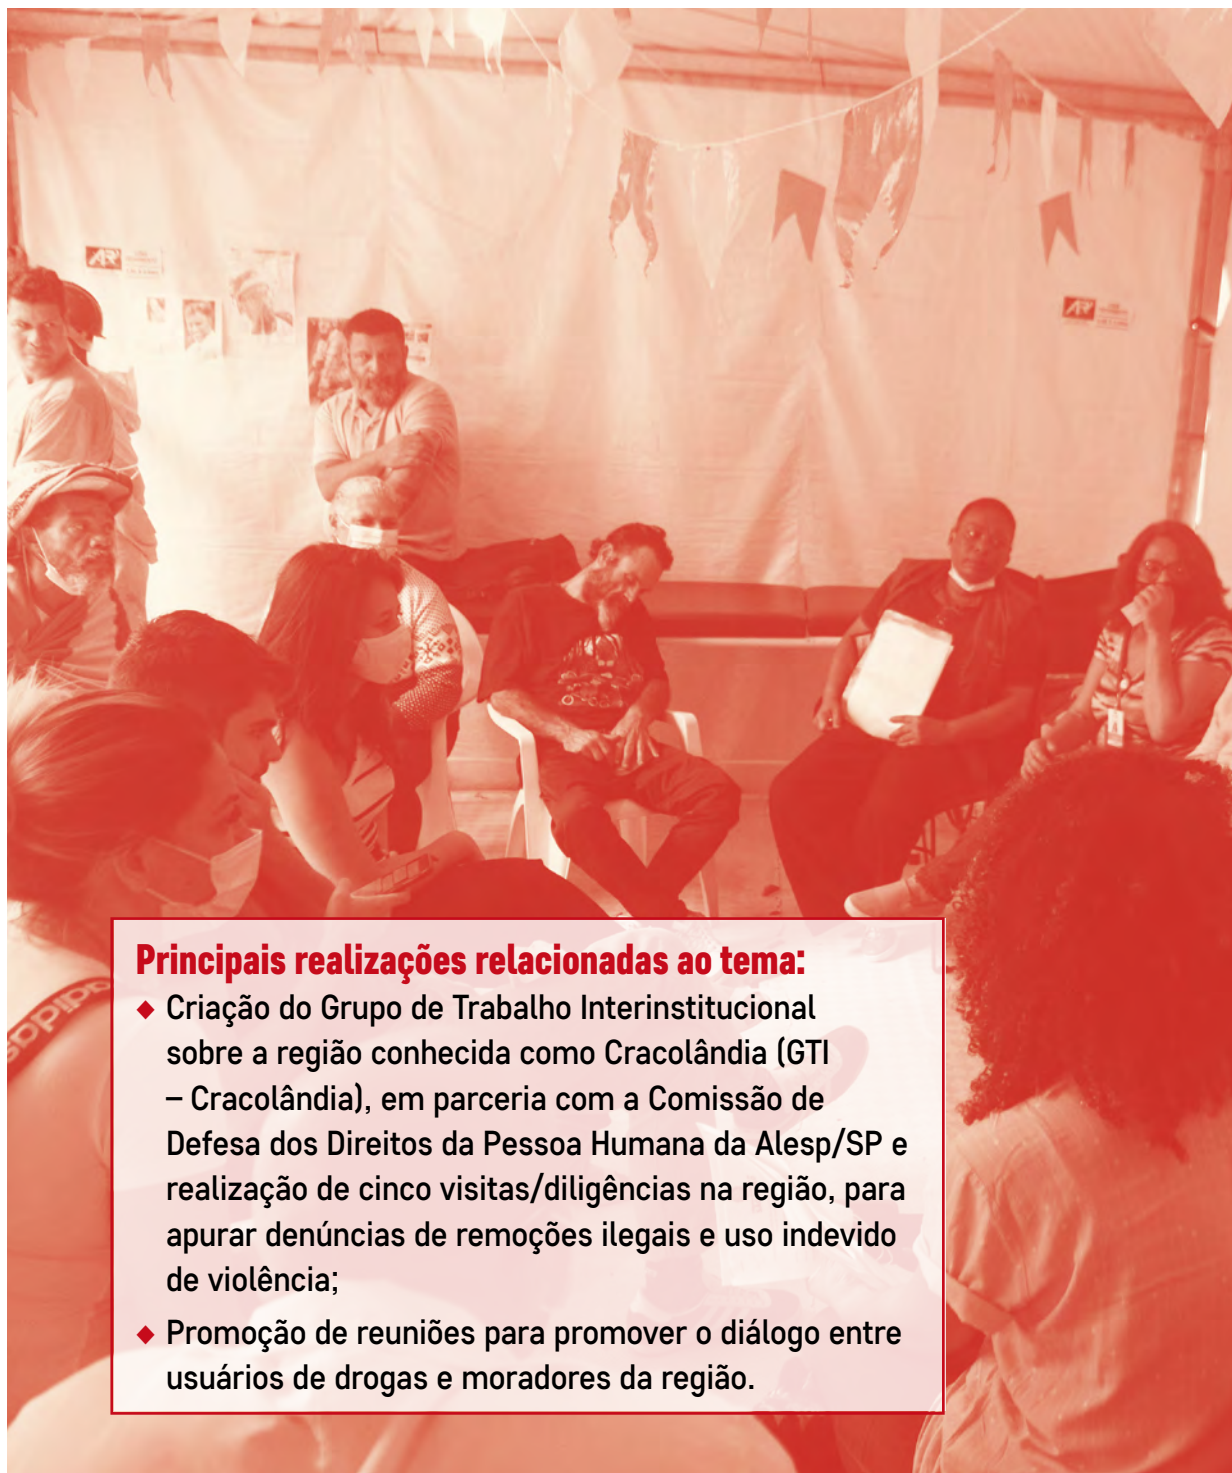 Principais realizações relacionadas ao tema:
◆ Criação do Grupo de Trabalho Interinstitucional
sobre a região conhecida como Cracolândia (GTI
– Cracolândia), em parceria com a Comissão de
Defesa dos Direitos da Pessoa Humana da Alesp/SP e
realização de cinco visitas/diligências na região, para
apurar denúncias de remoções ilegais e uso indevido
de violência;
◆ Promoção de reuniões para promover o diálogo entre
usuários de drogas e moradores da região.
adidas